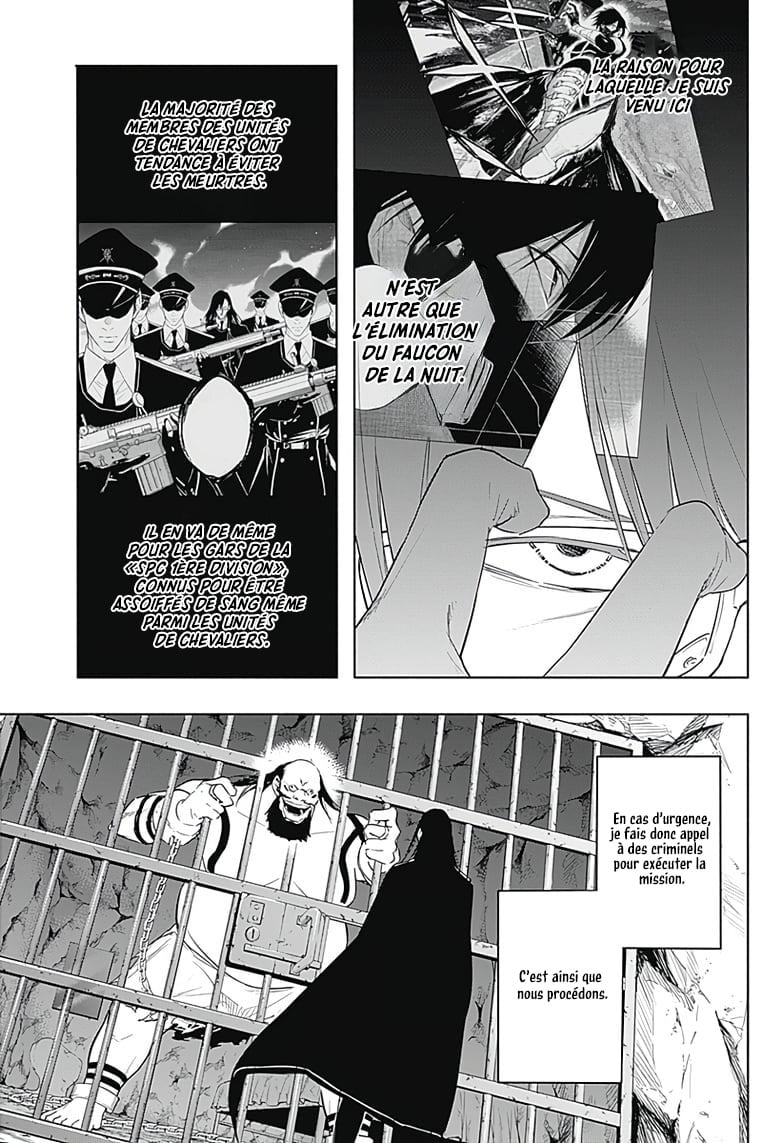 LA RAISON POUR
LAQUELLE JE SUIS
VENU ICI
N'EST
AUTRE QUE
L'ÉLIMINATION
DU FAUCON
DE LA NUIT.
LA MAJORITÉ DES
MEMBRES DES UNITÉS
DE CHEVALIERS ONT
TENDANCE À ÉVITER
LES MEURTRES.
IL EN VA DE MÊME
POUR LES GARS DE LA
«SPC 1ÈRE DIVISION»,
CONNUS POUR ÊTRE
ASSOIFFÉS DE SANG MÊME
PARMI LES UNITÉS
DE CHEVALIERS.
En cas d'urgence,
je fais donc appel
à des criminels
pour exécuter la
mission.
C'est ainsi que
nous procédons.